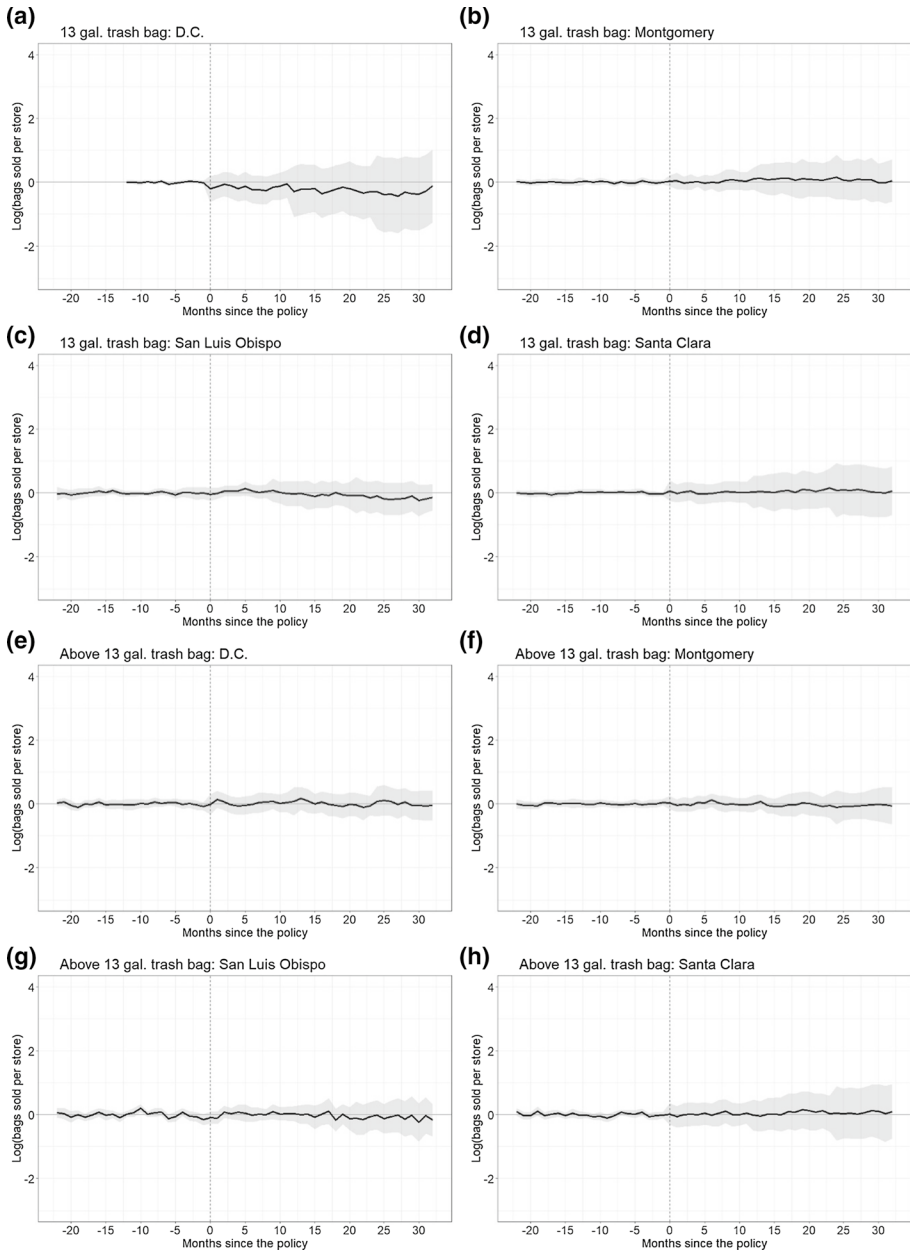 (a)
13 gal. trash bag: D.C.
Log(bags sold per store)
4
2
0
-2
-20 -15 -10 -5 0 5 10 15 20 25 30
Months since the policy
(b)
13 gal. trash bag: Montgomery
Log(bags sold per store)
4
2
0
-2
-20 -15 -10 -5 0 5 10 15 20 25 30
Months since the policy
(c)
13 gal. trash bag: San Luis Obispo
Log(bags sold per store)
4
2
0
-2
-20 -15 -10 -5 0 5 10 15 20 25 30
Months since the policy
(d)
13 gal. trash bag: Santa Clara
Log(bags sold per store)
4
2
0
-2
-20 -15 -10 -5 0 5 10 15 20 25 30
Months since the policy
(e)
Above 13 gal. trash bag: D.C.
Log(bags sold per store)
4
2
0
-2
-20 -15 -10 -5 0 5 10 15 20 25 30
Months since the policy
(f)
Above 13 gal. trash bag: Montgomery
Log(bags sold per store)
4
2
0
-2
-20 -15 -10 -5 0 5 10 15 20 25 30
Months since the policy
(g)
Above 13 gal. trash bag: San Luis Obispo
Log(bags sold per store)
4
2
0
-2
-20 -15 -10 -5 0 5 10 15 20 25 30
Months since the policy
(h)
Above 13 gal. trash bag: Santa Clara
Log(bags sold per store)
4
2
0
-2
-20 -15 -10 -5 0 5 10 15 20 25 30
Months since the policy